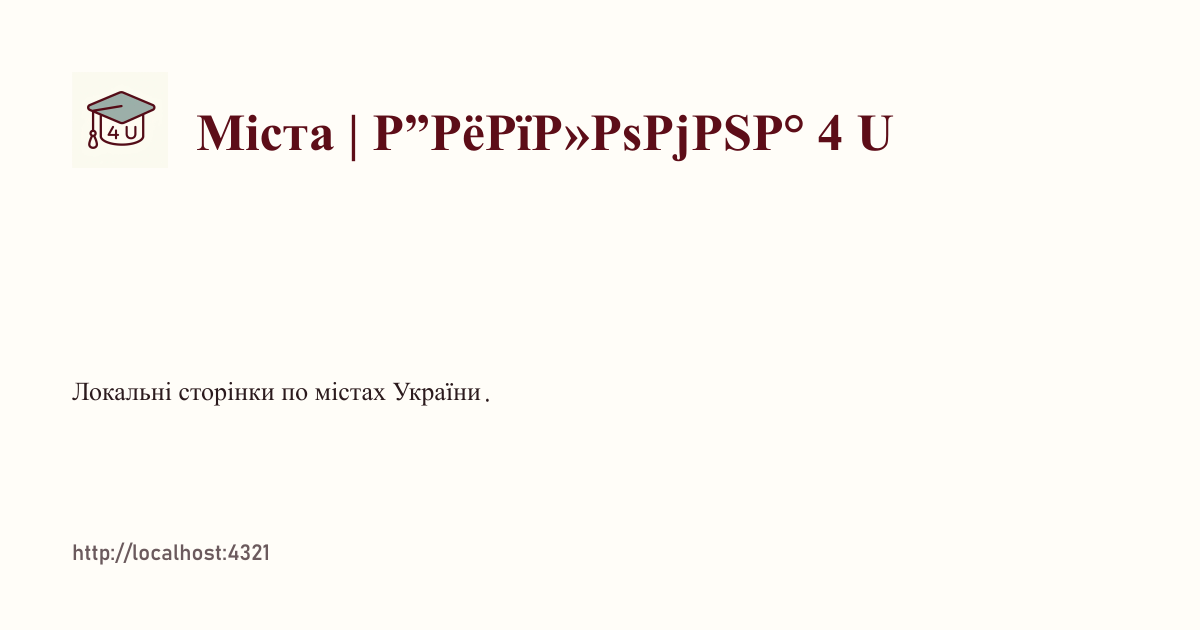 4 U
Міста | Р”РёРїР»РѕРјРЅР° 4 U
Локальні сторінки по містах України.
http://localhost:4321